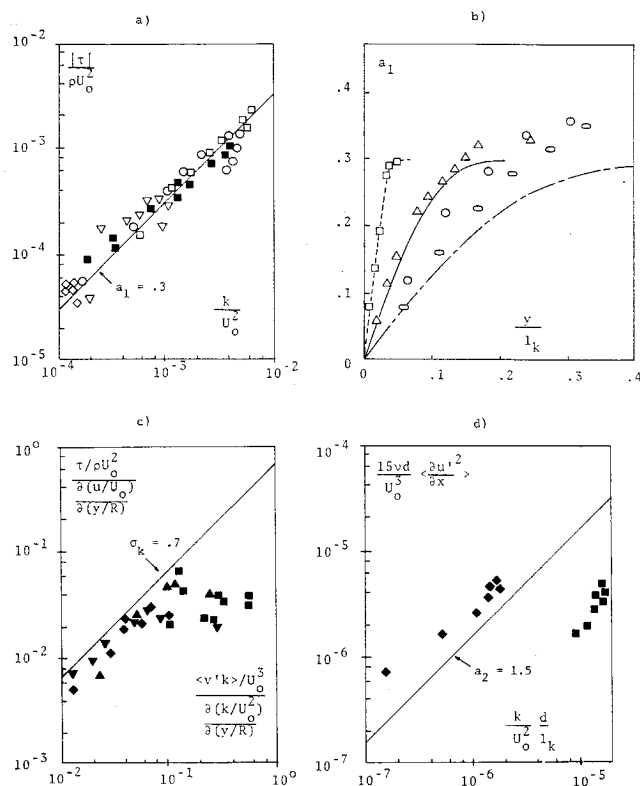 a)
b)
10^-2
|τ|
ρU_o^2
10^-3
10^-4
a_1 = .3
k
U_o^2
10^-5
10^-4
10^-3
10^-2
.4
a_1
.3
.2
.1
y
l_k
0
0
.1
.2
.3
.4
c)
d)
10^0
τ/ρU_o^2
∂(u/U_o)
∂(y/R)
σ_k = .7
10^-1
10^-2
<v'k>/U_o^3
∂(k/U_o^2)
∂(y/R)
10^-3
10^-2
10^-1
10^0
10^-4
15νd
U_o^3
<∂u'^2
∂x>
10^-5
10^-6
a_2 = 1.5
k d
U_o^2 l_k
10^-7
10^-7
10^-6
10^-5